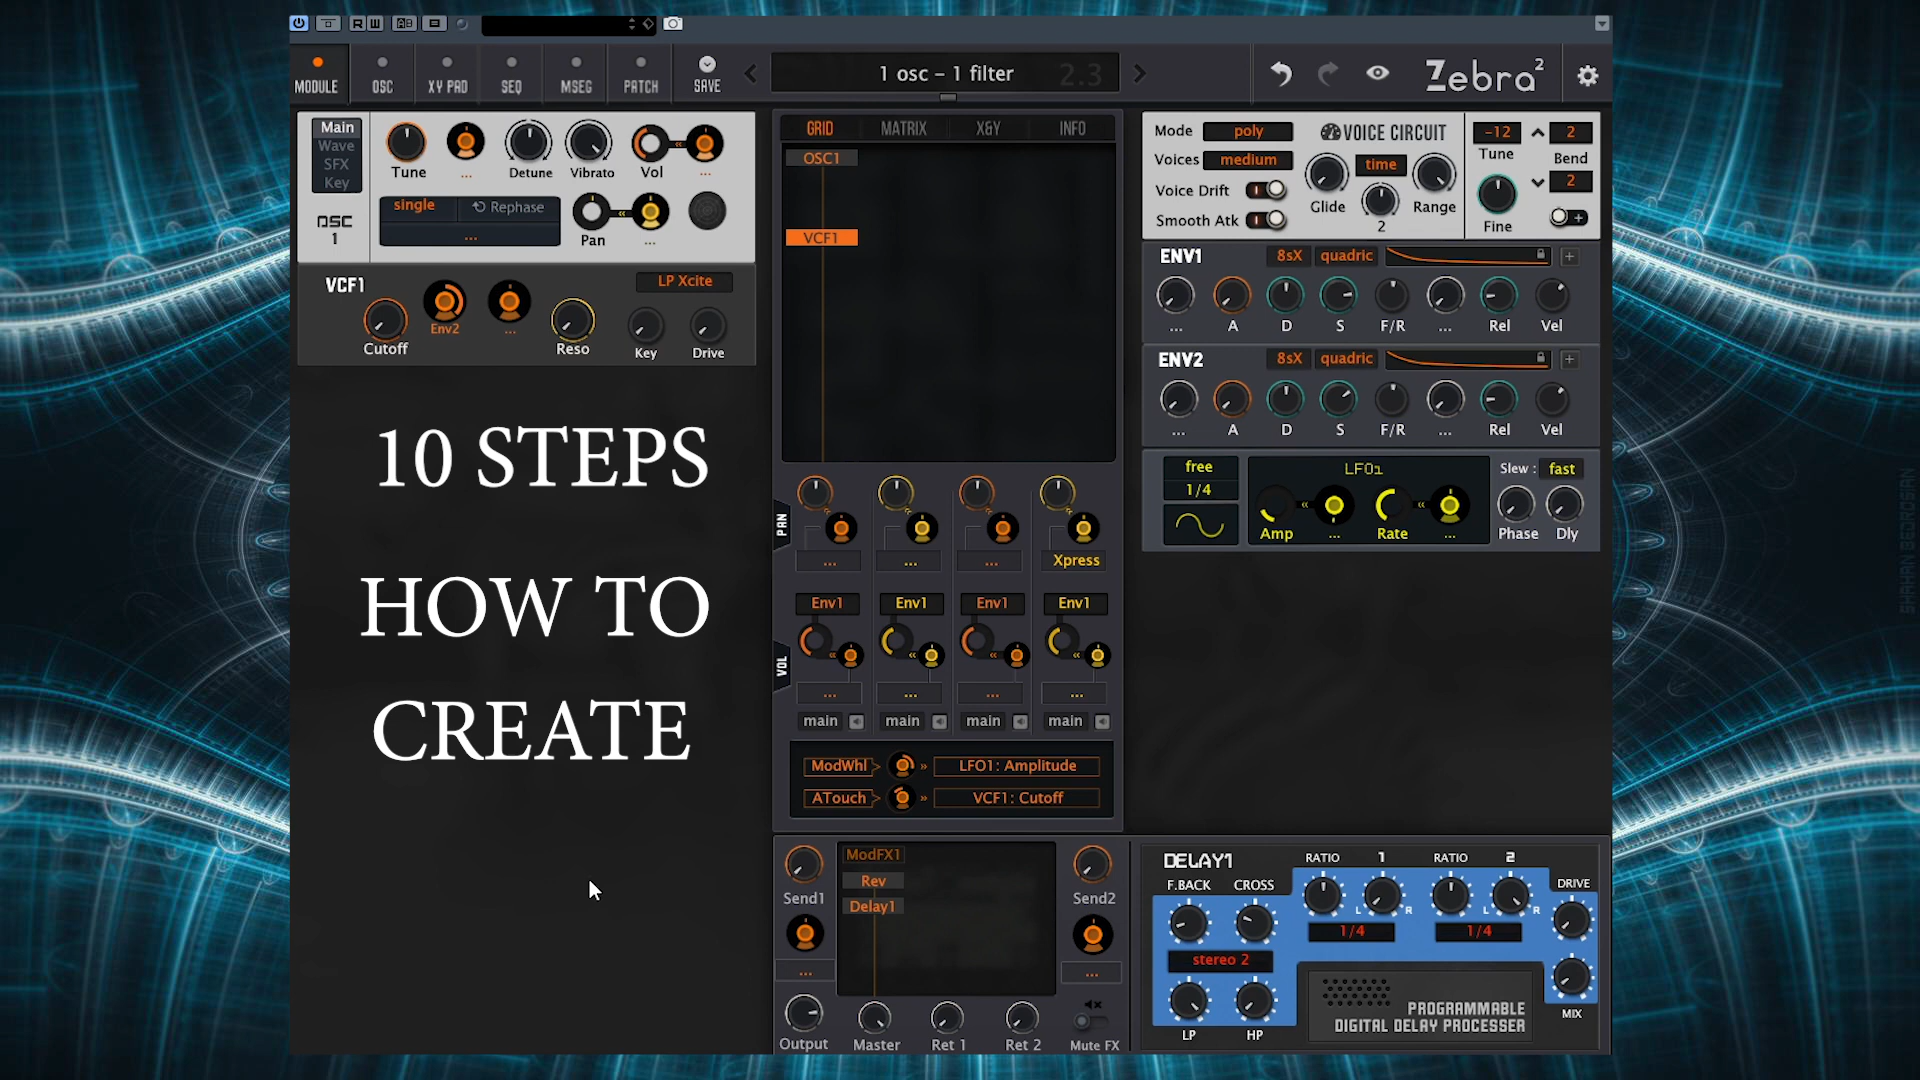 R W AB
MODULE OSC XY PAD SEQ MSEG PATCH SAVE
1 osc – 1 filter 2.3
Zebra2
Main
Wave
SFX
Key
OSC
1
Tune ... Detune Vibrato Vol ...
single Rephase
...
Pan ...
VCF1 LP Xcite
Cutoff Env2 ... Reso Key Drive
10 STEPS
HOW TO
CREATE
GRID MATRIX X&Y INFO
OSC1
VCF1
PAN
... ... ... Xpress
Env1 Env1 Env1 Env1
VOL
... ... ... ...
main main main main
ModWhl » LFO1: Amplitude
ATouch » VCF1: Cutoff
Send1 ModFX1 Send2
Rev
Delay1
... ...
Output Master Ret 1 Ret 2 Mute FX
Mode poly VOICE CIRCUIT -12 2
Voices medium time Tune Bend
Voice Drift 2
Smooth Atk Glide 2 Range Fine +
ENV1 8sX quadric +
... A D S F/R ... Rel Vel
ENV2 8sX quadric +
... A D S F/R ... Rel Vel
free LFO1 Slew : fast
1/4
Amp ... Rate ... Phase Dly
DELAY1 RATIO 1 RATIO 2
F.BACK CROSS DRIVE
L R L R
1/4 1/4
stereo 2
LP HP MIX
PROGRAMMABLE
DIGITAL DELAY PROCESSER
SHAHAN BEDROSIAN